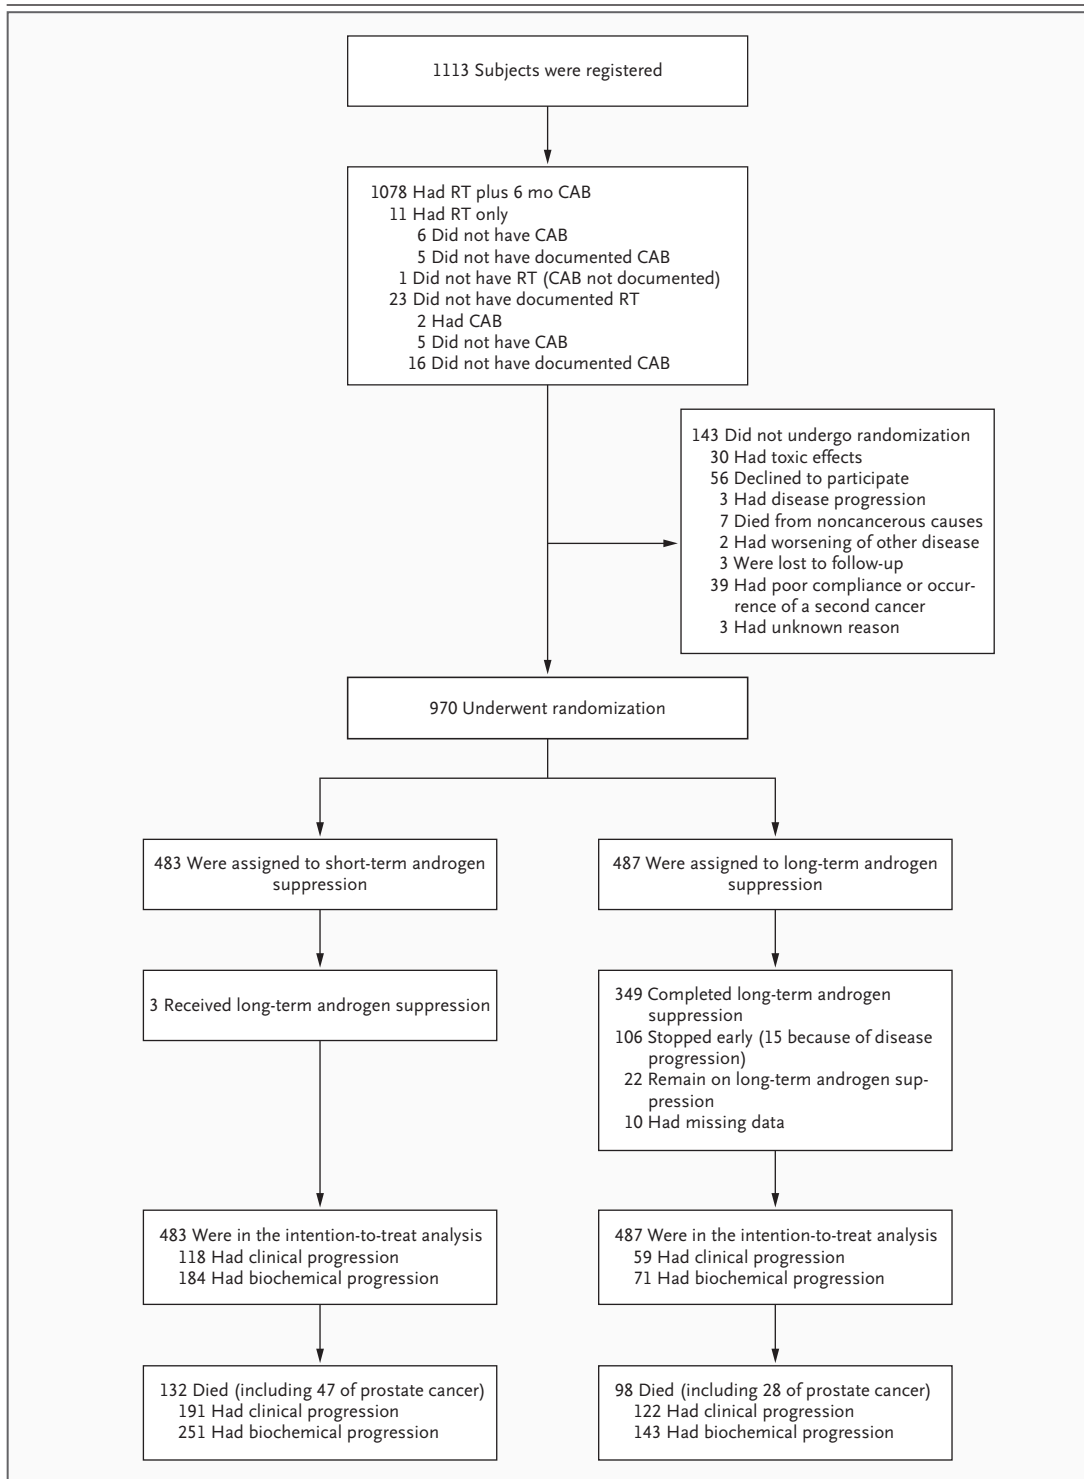 1113 Subjects were registered
1078 Had RT plus 6 mo CAB
11 Had RT only
6 Did not have CAB
5 Did not have documented CAB
1 Did not have RT (CAB not documented)
23 Did not have documented RT
2 Had CAB
5 Did not have CAB
16 Did not have documented CAB
143 Did not undergo randomization
30 Had toxic effects
56 Declined to participate
3 Had disease progression
7 Died from noncancerous causes
2 Had worsening of other disease
3 Were lost to follow-up
39 Had poor compliance or occur-
rence of a second cancer
3 Had unknown reason
970 Underwent randomization
483 Were assigned to short-term androgen
suppression
487 Were assigned to long-term androgen
suppression
3 Received long-term androgen suppression
349 Completed long-term androgen
suppression
106 Stopped early (15 because of disease
progression)
22 Remain on long-term androgen sup-
pression
10 Had missing data
483 Were in the intention-to-treat analysis
118 Had clinical progression
184 Had biochemical progression
487 Were in the intention-to-treat analysis
59 Had clinical progression
71 Had biochemical progression
132 Died (including 47 of prostate cancer)
191 Had clinical progression
251 Had biochemical progression
98 Died (including 28 of prostate cancer)
122 Had clinical progression
143 Had biochemical progression